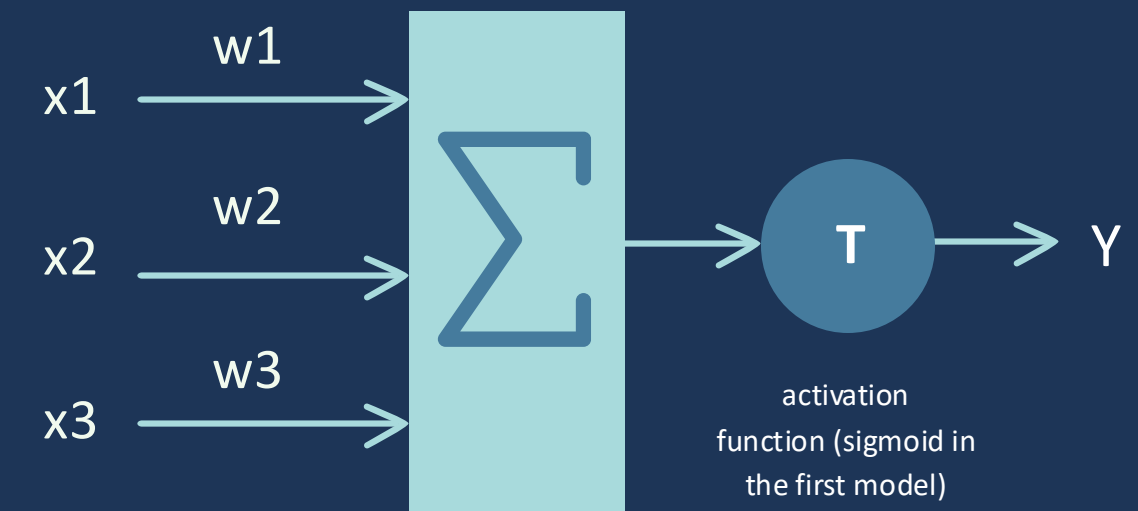 w1
x1
w2
x2
w3
x3
Σ
T
Y
activation
function (sigmoid in
the first model)